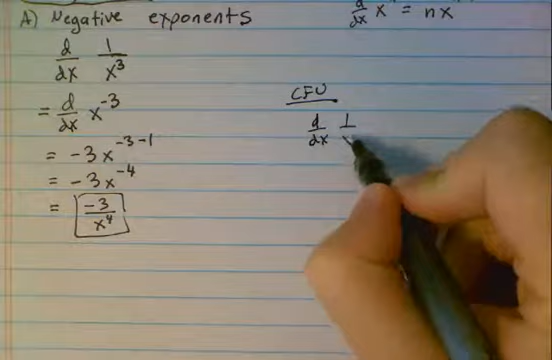 A) Negative exponents
d/dx x = nx
d/dx 1/x³
= d/dx x⁻³
= -3x⁻³⁻¹
= -3x⁻⁴
= -3/x⁴
CFU
d/dx 1